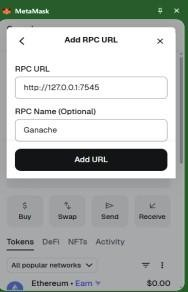 MetaMask
Add RPC URL
RPC URL
http://127.0.0.1:7545
RPC Name (Optional)
Ganache
Add URL
$
Buy
Swap
Send
Receive
Tokens DeFi NFTs Activity
All popular networks
Ethereum • Earn
$0.00